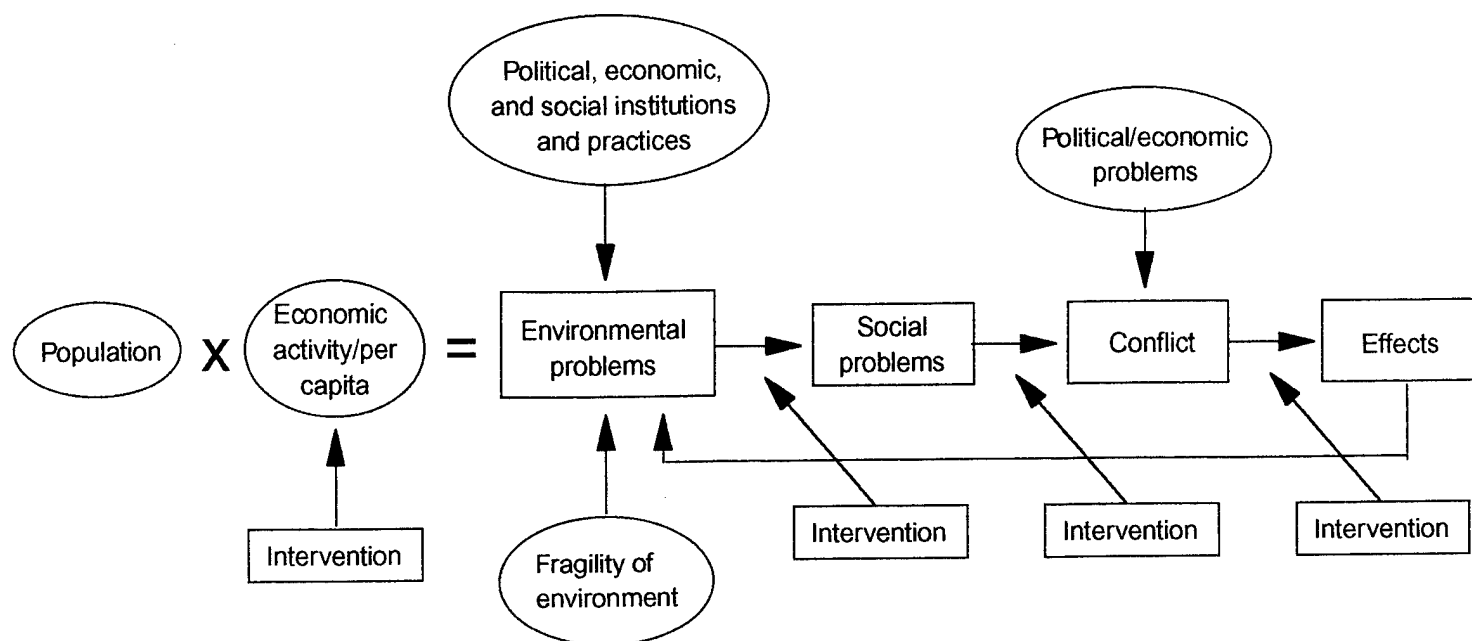 Political, economic,
and social institutions
and practices
Political/economic
problems
Population
X
Economic
activity/per
capita
=
Environmental
problems
Social
problems
Conflict
Effects
Intervention
Fragility of
environment
Intervention
Intervention
Intervention